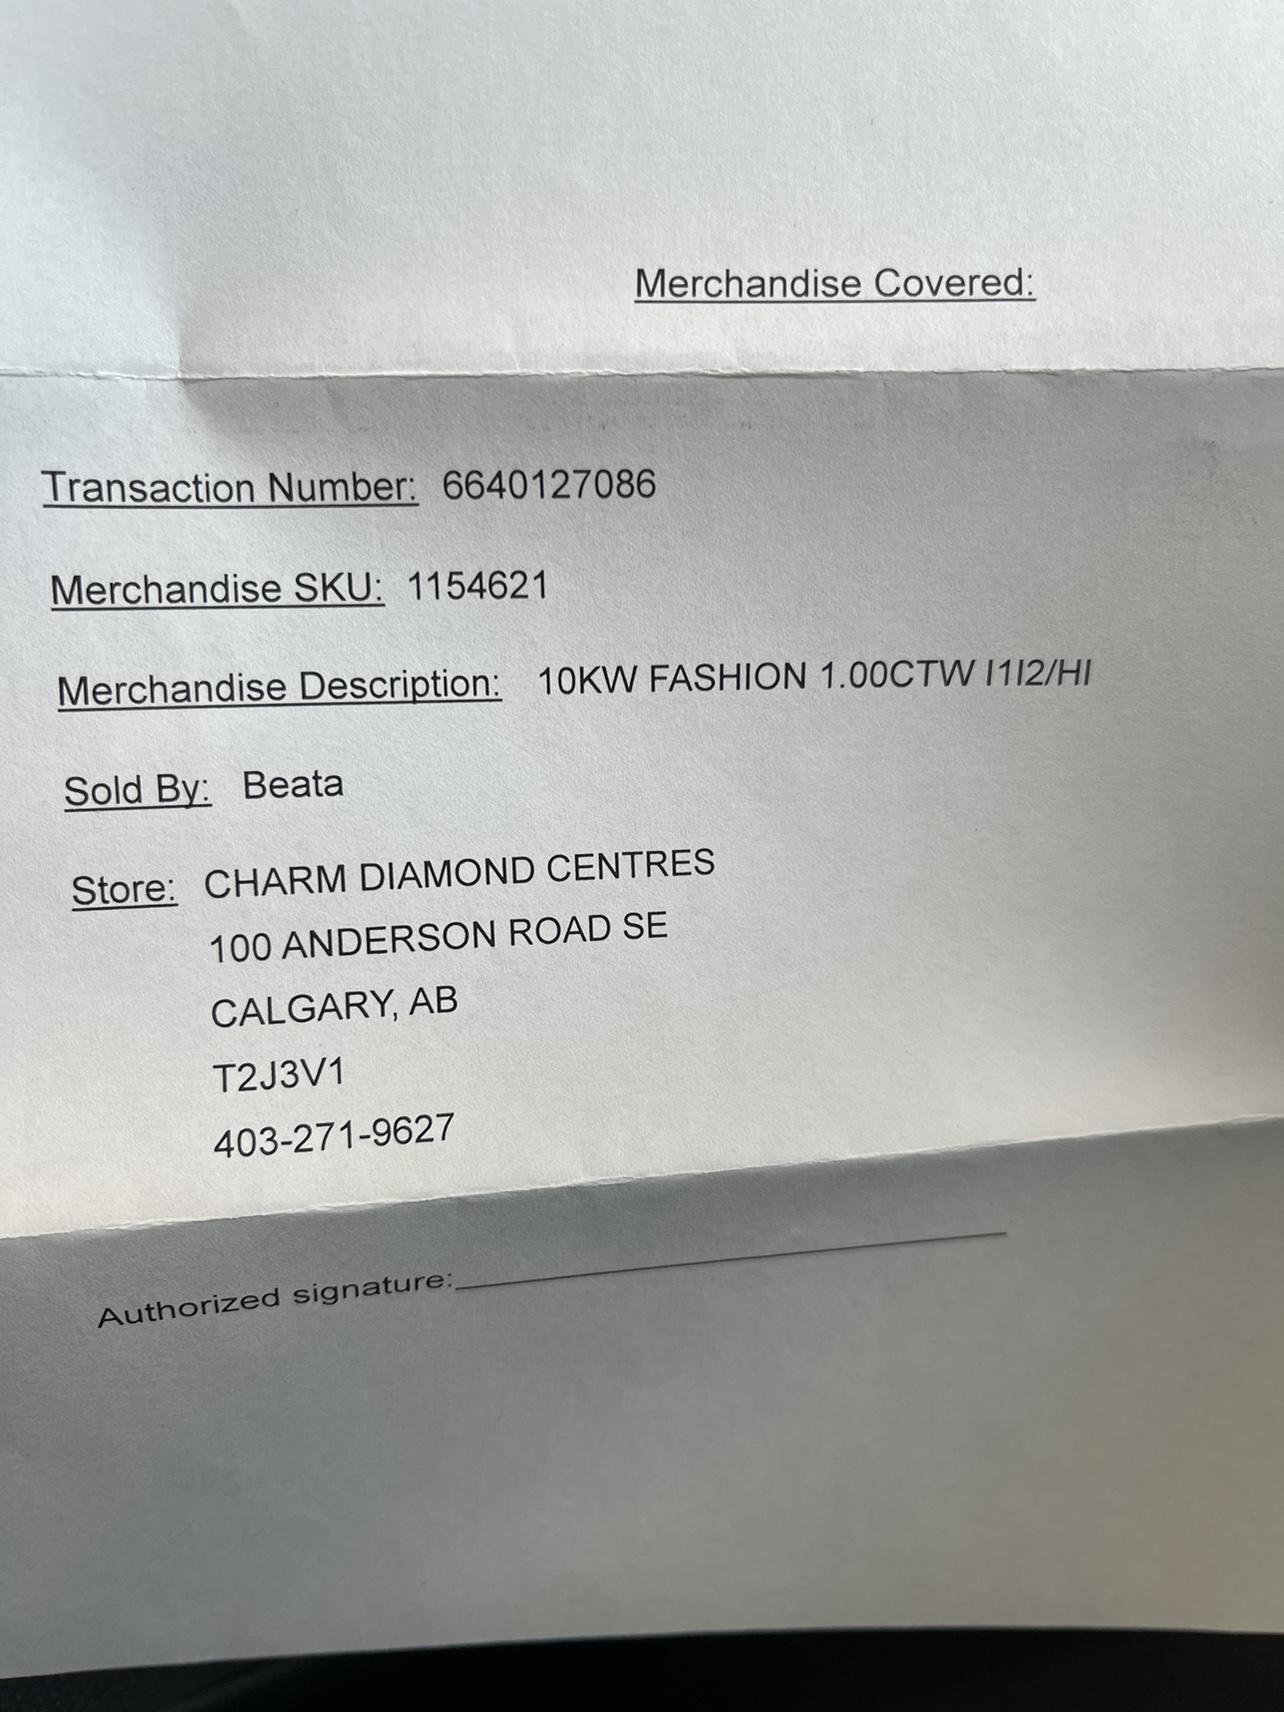 Merchandise Covered:
Transaction Number: 6640127086
Merchandise SKU: 1154621
Merchandise Description: 10KW FASHION 1.00CTW I1I2/HI
Sold By: Beata
Store: CHARM DIAMOND CENTRES
100 ANDERSON ROAD SE
CALGARY, AB
T2J3V1
403-271-9627
Authorized signature: